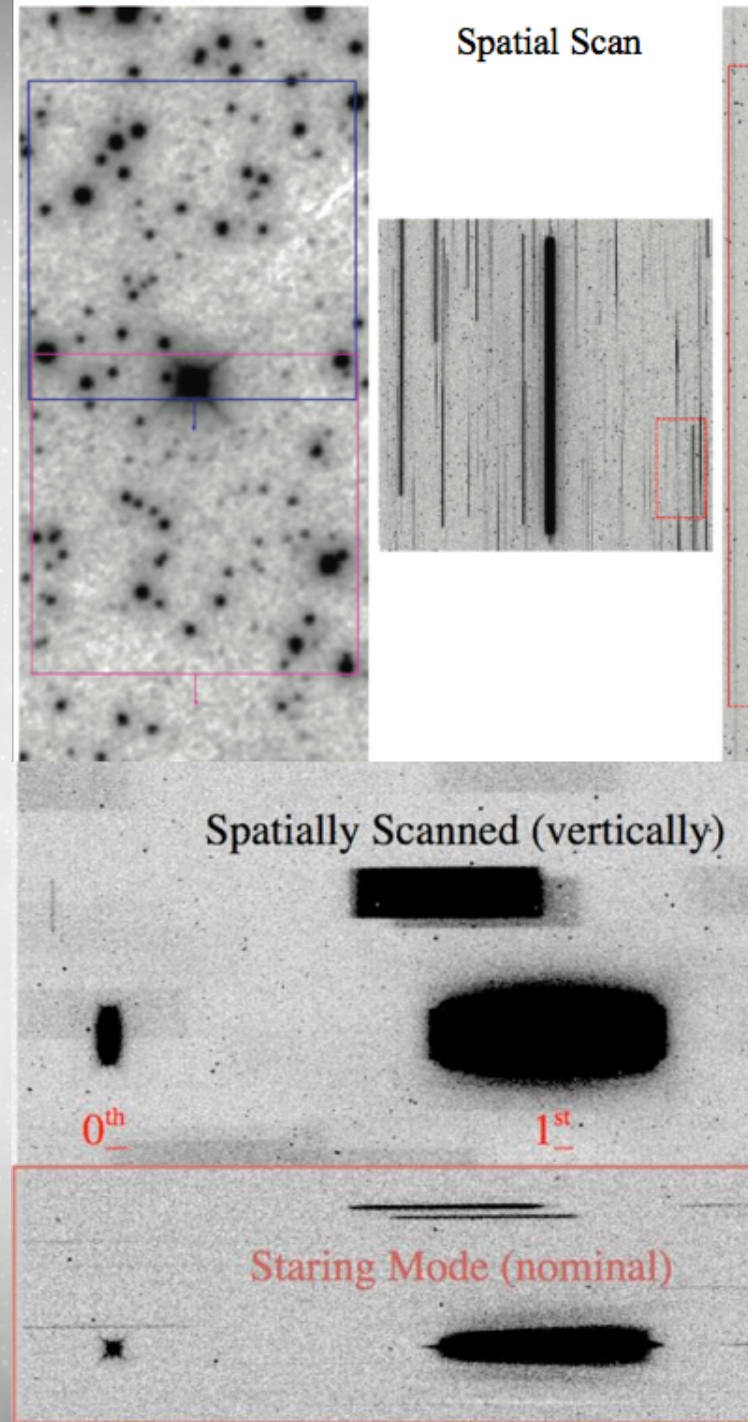 Spatial Scan
Spatially Scanned (vertically)
0th
1st
Staring Mode (nominal)